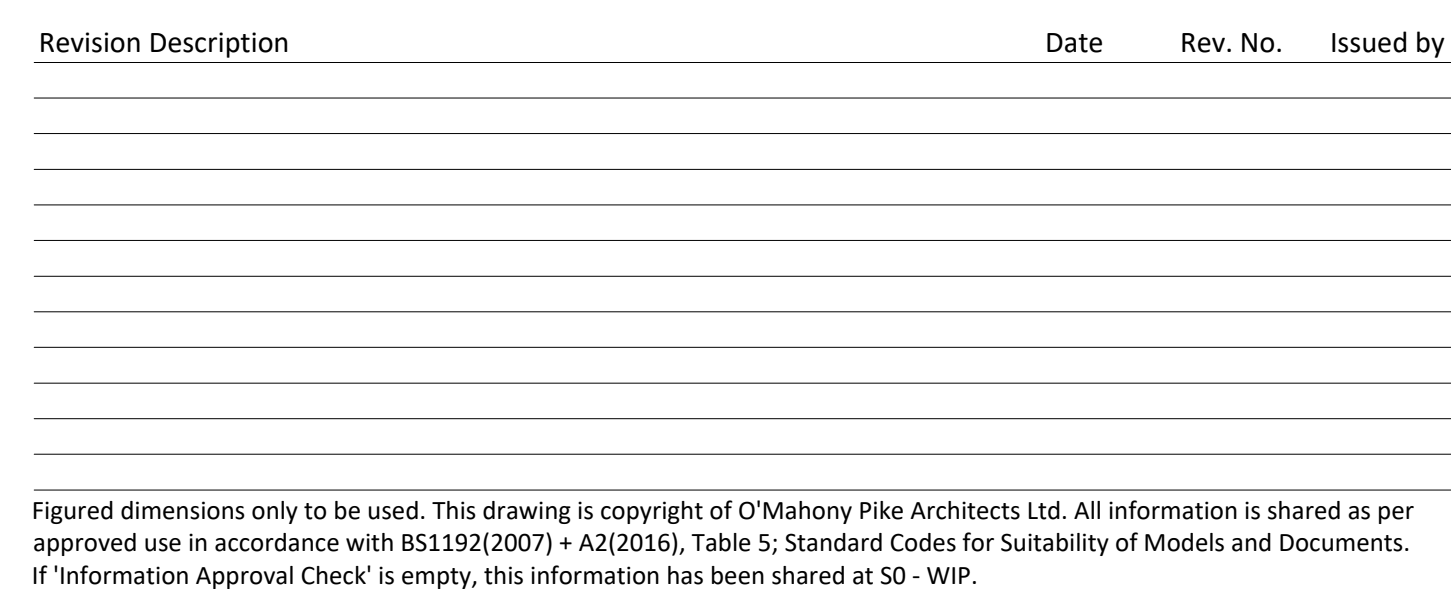 Revision Description Date Rev. No. Issued by
Figured dimensions only to be used. This drawing is copyright of O'Mahony Pike Architects Ltd. All information is shared as per
approved use in accordance with BS1192(2007) + A2(2016), Table 5; Standard Codes for Suitability of Models and Documents.
If 'Information Approval Check' is empty, this information has been shared at S0 - WIP.